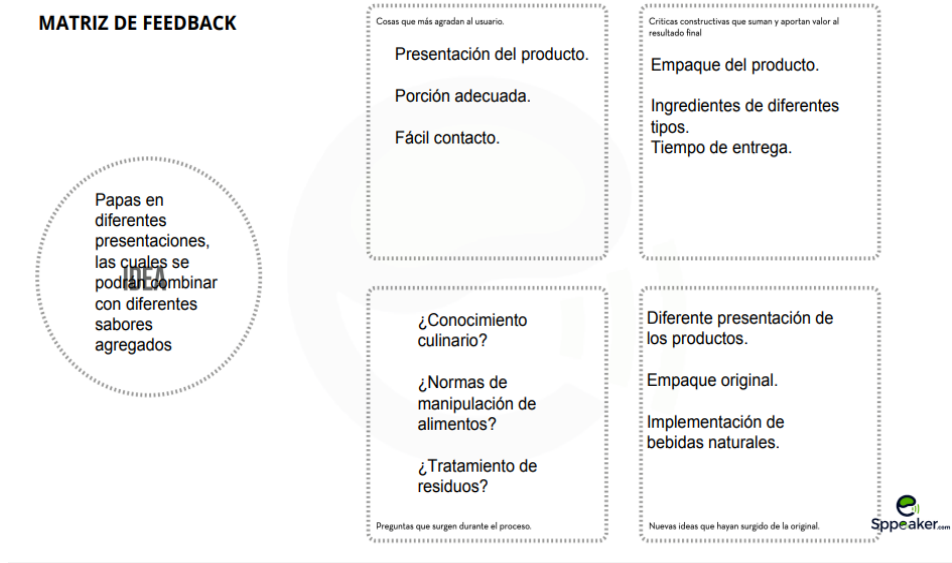 MATRIZ DE FEEDBACK
Papas en
diferentes
presentaciones,
las cuales se
podrán combinar
con diferentes
sabores
agregados
IDEA
Cosas que más agradan al usuario.
Presentación del producto.
Porción adecuada.
Fácil contacto.
Críticas constructivas que suman y aportan valor al
resultado final
Empaque del producto.
Ingredientes de diferentes
tipos.
Tiempo de entrega.
¿Conocimiento
culinario?
¿Normas de
manipulación de
alimentos?
¿Tratamiento de
residuos?
Preguntas que surgen durante el proceso.
Diferente presentación de
los productos.
Empaque original.
Implementación de
bebidas naturales.
Nuevas ideas que hayan surgido de la original.
Sppeaker.com